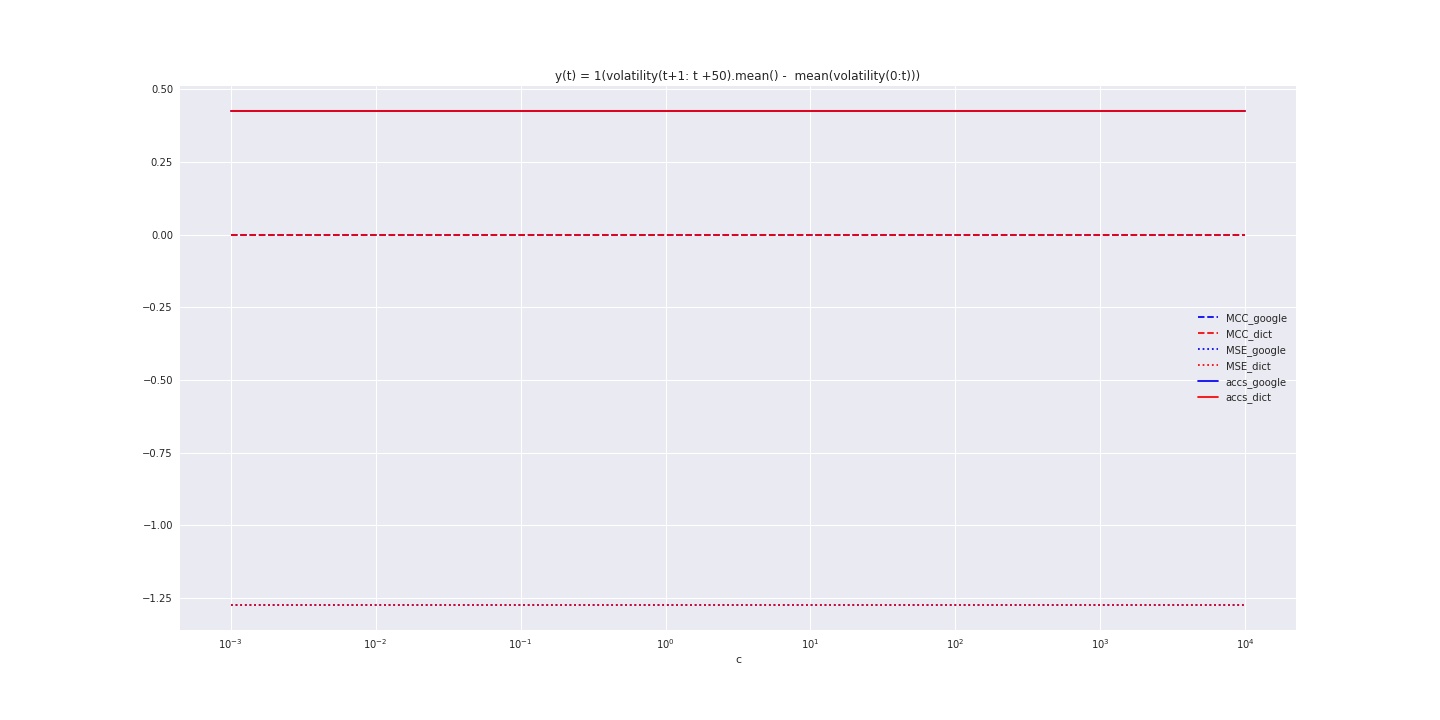 y(t) = 1(volatility(t+1: t +50).mean() -  mean(volatility(0:t)))
0.50
0.25
0.00
−0.25
−0.50
−0.75
−1.00
−1.25
MCC_google
MCC_dict
MSE_google
MSE_dict
accs_google
accs_dict
10⁻³ 10⁻² 10⁻¹ 10⁰ 10¹ 10² 10³ 10⁴
c